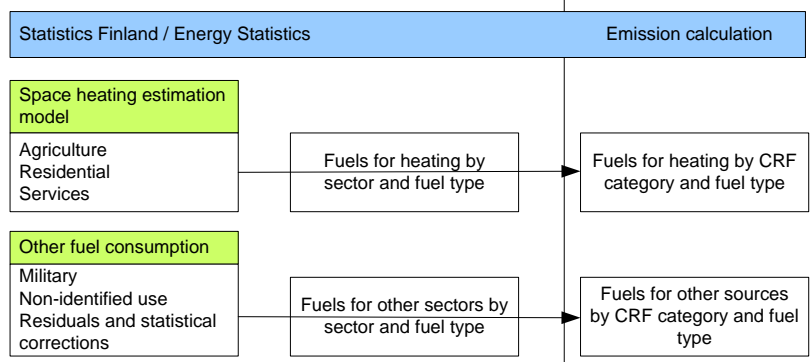 Statistics Finland / Energy Statistics
Emission calculation
Space heating estimation
model
Agriculture
Residential
Services
Fuels for heating by
sector and fuel type
Fuels for heating by CRF
category and fuel type
Other fuel consumption
Military
Non-identified use
Residuals and statistical
corrections
Fuels for other sectors by
sector and fuel type
Fuels for other sources
by CRF category and fuel
type